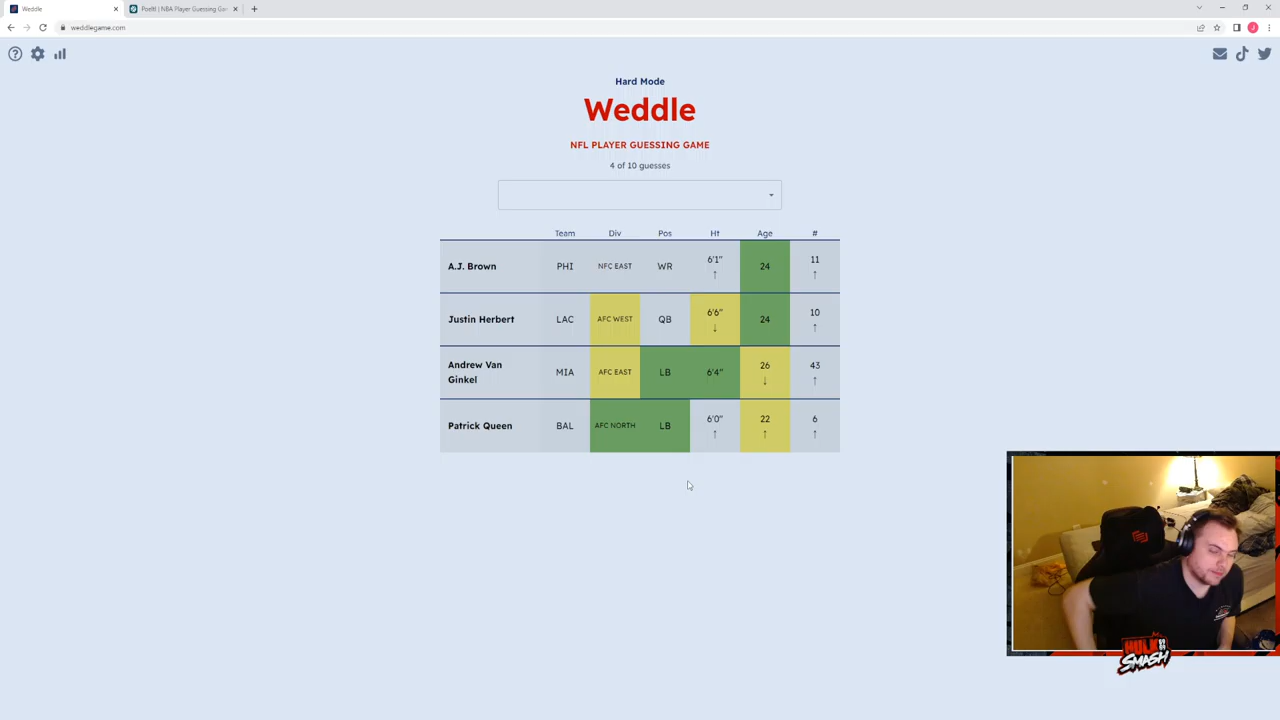 Weddle
Poeltl | NBA Player Guessing Ga
weddlegame.com
Hard Mode
Weddle
NFL PLAYER GUESSING GAME
4 of 10 guesses
Team Div Pos Ht Age #
A.J. Brown PHI NFC EAST WR 6'1" ↑ 24 11 ↑
Justin Herbert LAC AFC WEST QB 6'6" ↓ 24 10 ↑
Andrew Van Ginkel MIA AFC EAST LB 6'4" 26 ↓ 43 ↑
Patrick Queen BAL AFC NORTH LB 6'0" ↑ 22 ↑ 6 ↑
HULK
SMASH